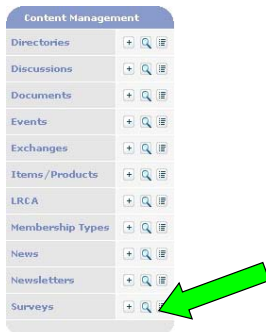 Content Management
Directories
Discussions
Documents
Events
Exchanges
Items/Products
LRCA
Membership Types
News
Newsletters
Surveys